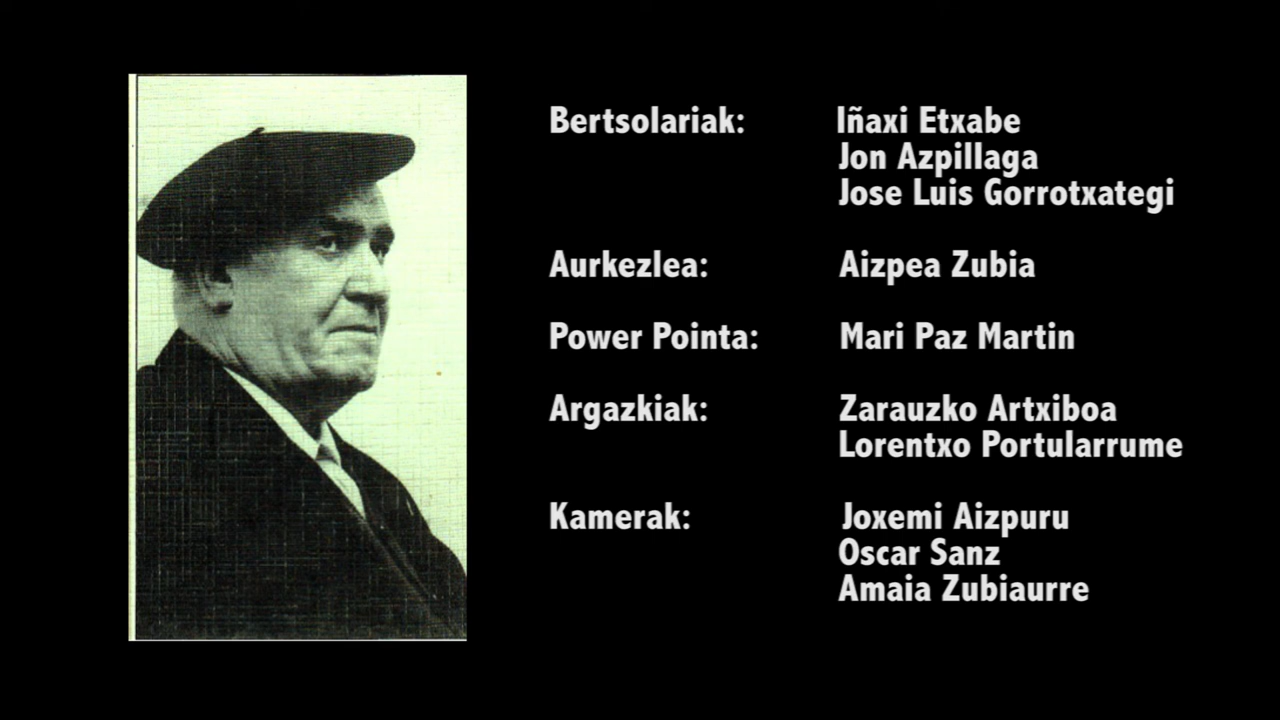 Bertsolariak: Iñaxi Etxabe
Jon Azpillaga
Jose Luis Gorrotxategi
Aurkezlea: Aizpea Zubia
Power Pointa: Mari Paz Martin
Argazkiak: Zarauzko Artxiboa
Lorentxo Portularrume
Kamerak: Joxemi Aizpuru
Oscar Sanz
Amaia Zubiaurre